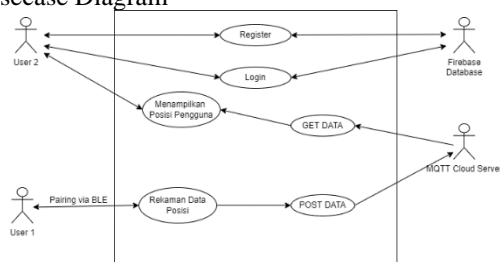 Usecase Diagram
Register
User 2
Firebase
Database
Login
Menampilkan
Posisi Pengguna
GET DATA
MQTT Cloud Server
Pairing via BLE
Rekaman Data
Posisi
POST DATA
User 1